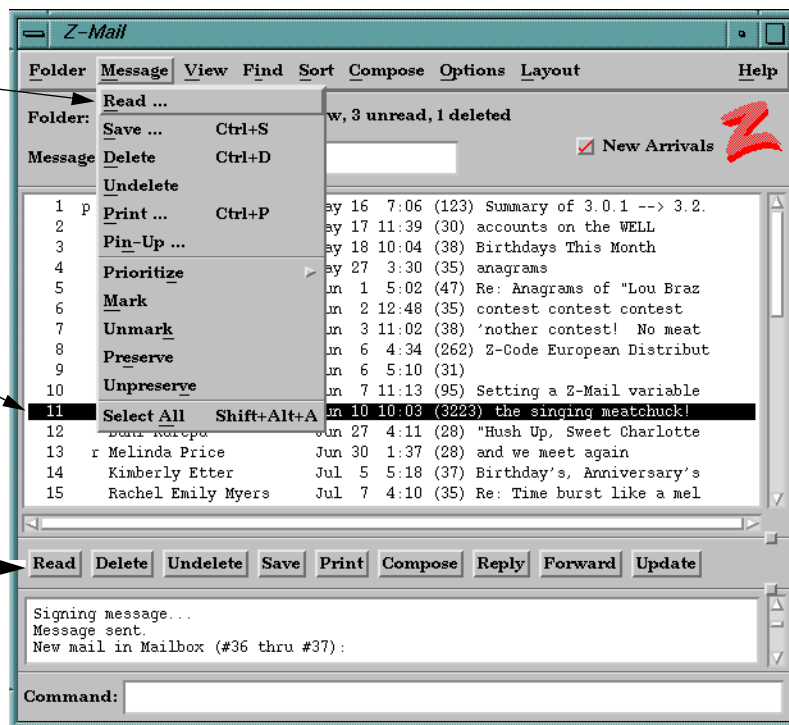 Z-Mail
Folder Message View Find Sort Compose Options Layout Help
Read ...
Folder: w, 3 unread, 1 deleted
Save ... Ctrl+S
New Arrivals
Message Delete Ctrl+D
Undelete
1 p Print ... Ctrl+P ay 16 7:06 (123) Summary of 3.0.1 --> 3.2.
2 ay 17 11:39 (30) accounts on the WELL
3 Pin-Up ... ay 18 10:04 (38) Birthdays This Month
4 Prioritize ay 27 3:30 (35) anagrams
5 un 1 5:02 (47) Re: Anagrams of "Lou Braz
6 Mark un 2 12:48 (35) contest contest contest
7 Unmark un 3 11:02 (38) 'nother contest! No meat
8 Preserve un 6 4:34 (262) Z-Code European Distribut
9 un 6 5:10 (31)
10 Unpreserve un 7 11:13 (95) Setting a Z-Mail variable
11 Select All Shift+Alt+A un 10 10:03 (3223) the singing meatchuck!
12 Jun 27 4:11 (28) "Hush Up, Sweet Charlotte
13 r Melinda Price Jun 30 1:37 (28) and we meet again
14 Kimberly Etter Jul 5 5:18 (37) Birthday's, Anniversary's
15 Rachel Emily Myers Jul 7 4:10 (35) Re: Time burst like a mel
Read Delete Undelete Save Print Compose Reply Forward Update
Signing message...
Message sent.
New mail in Mailbox (#36 thru #37):
Command: